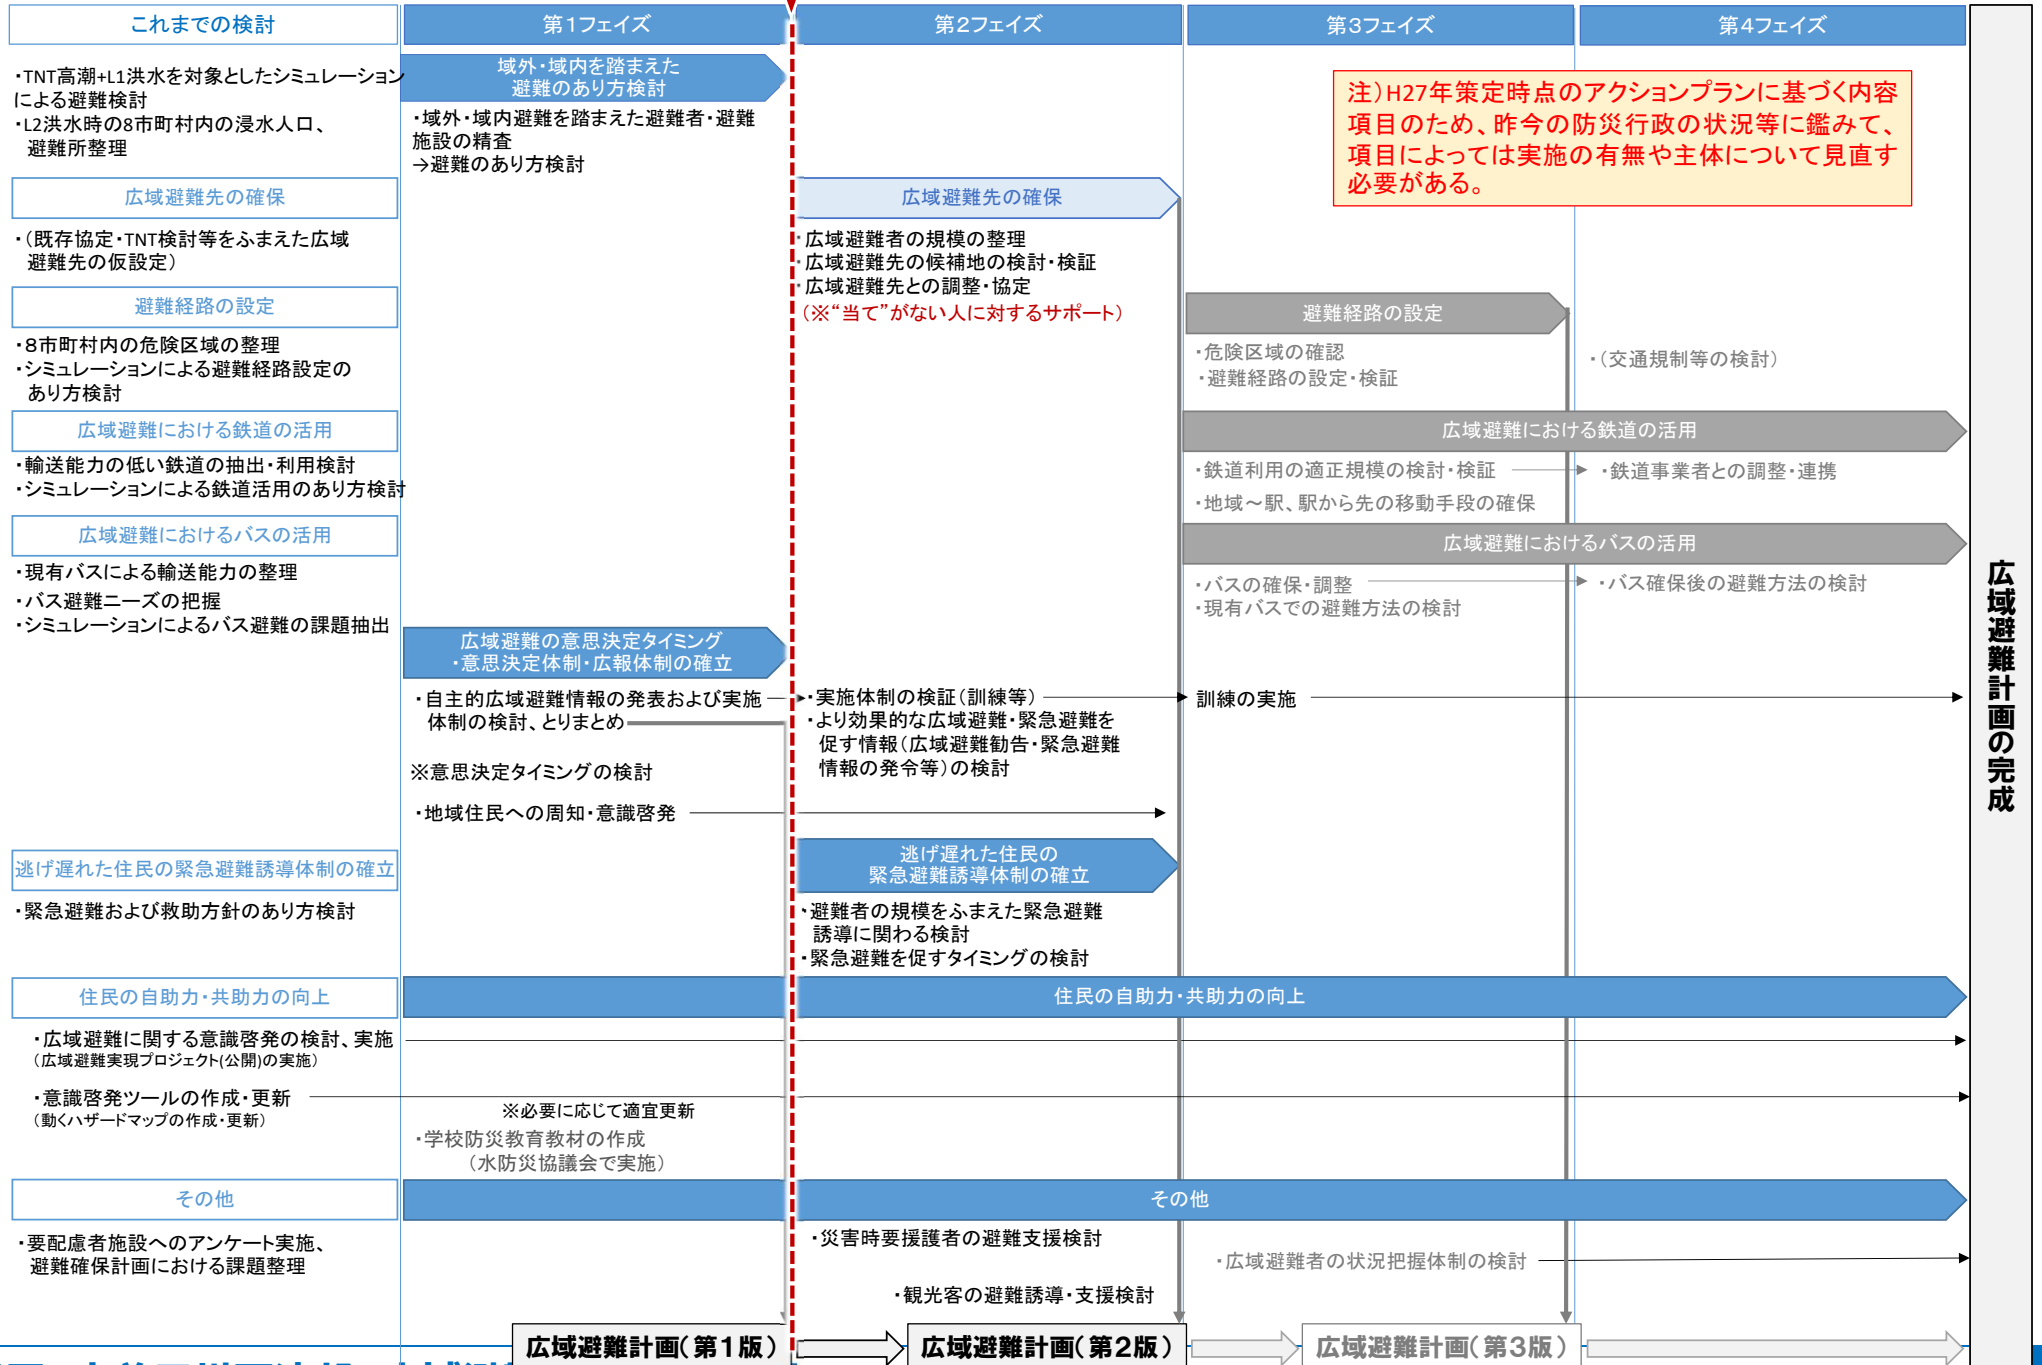 これまでの検討
第1フェイズ
第2フェイズ
第3フェイズ
第4フェイズ
・TNT高潮+L1洪水を対象としたシミュレーション
による避難検討
・L2洪水時の8市町村内の浸水人口、
避難所整理
域外・域内を踏まえた
避難のあり方検討
・域外・域内避難を踏まえた避難者・避難
施設の精査
→避難のあり方検討
注）H27年策定時点のアクションプランに基づく内容
項目のため、昨今の防災行政の状況等に鑑みて、
項目によっては実施の有無や主体について見直す
必要がある。
広域避難先の確保
・（既存協定・TNT検討等をふまえた広域
避難先の仮設定）
広域避難先の確保
・広域避難者の規模の整理
・広域避難先の候補地の検討・検証
・広域避難先との調整・協定
（※“当て”がない人に対するサポート）
避難経路の設定
・8市町村内の危険区域の整理
・シミュレーションによる避難経路設定の
あり方検討
避難経路の設定
・危険区域の確認
・避難経路の設定・検証
・（交通規制等の検討）
広域避難における鉄道の活用
・輸送能力の低い鉄道の抽出・利用検討
・シミュレーションによる鉄道活用のあり方検討
広域避難における鉄道の活用
・鉄道利用の適正規模の検討・検証
・鉄道事業者との調整・連携
・地域～駅、駅から先の移動手段の確保
広域避難におけるバスの活用
・現有バスによる輸送能力の整理
・バス避難ニーズの把握
・シミュレーションによるバス避難の課題抽出
広域避難におけるバスの活用
・バスの確保・調整
・バス確保後の避難方法の検討
・現有バスでの避難方法の検討
広域避難の意思決定タイミング
・意思決定体制・広報体制の確立
・自主的広域避難情報の発表および実施
体制の検討、とりまとめ
※意思決定タイミングの検討
・地域住民への周知・意識啓発
・実施体制の検証（訓練等）
・より効果的な広域避難・緊急避難を
促す情報（広域避難勧告・緊急避難
情報の発令等）の検討
訓練の実施
逃げ遅れた住民の緊急避難誘導体制の確立
・緊急避難および救助方針のあり方検討
逃げ遅れた住民の
緊急避難誘導体制の確立
・避難者の規模をふまえた緊急避難
誘導に関わる検討
・緊急避難を促すタイミングの検討
住民の自助力・共助力の向上
住民の自助力・共助力の向上
・広域避難に関する意識啓発の検討、実施
（広域避難実現プロジェクト(公開)の実施）
・意識啓発ツールの作成・更新
（動くハザードマップの作成・更新）
※必要に応じて適宜更新
・学校防災教育教材の作成
（水防災協議会で実施）
その他
・要配慮者施設へのアンケート実施、
避難確保計画における課題整理
その他
・災害時要援護者の避難支援検討
・広域避難者の状況把握体制の検討
・観光客の避難誘導・支援検討
広域避難計画（第1版）
広域避難計画（第2版）
広域避難計画（第3版）
広域避難計画の完成